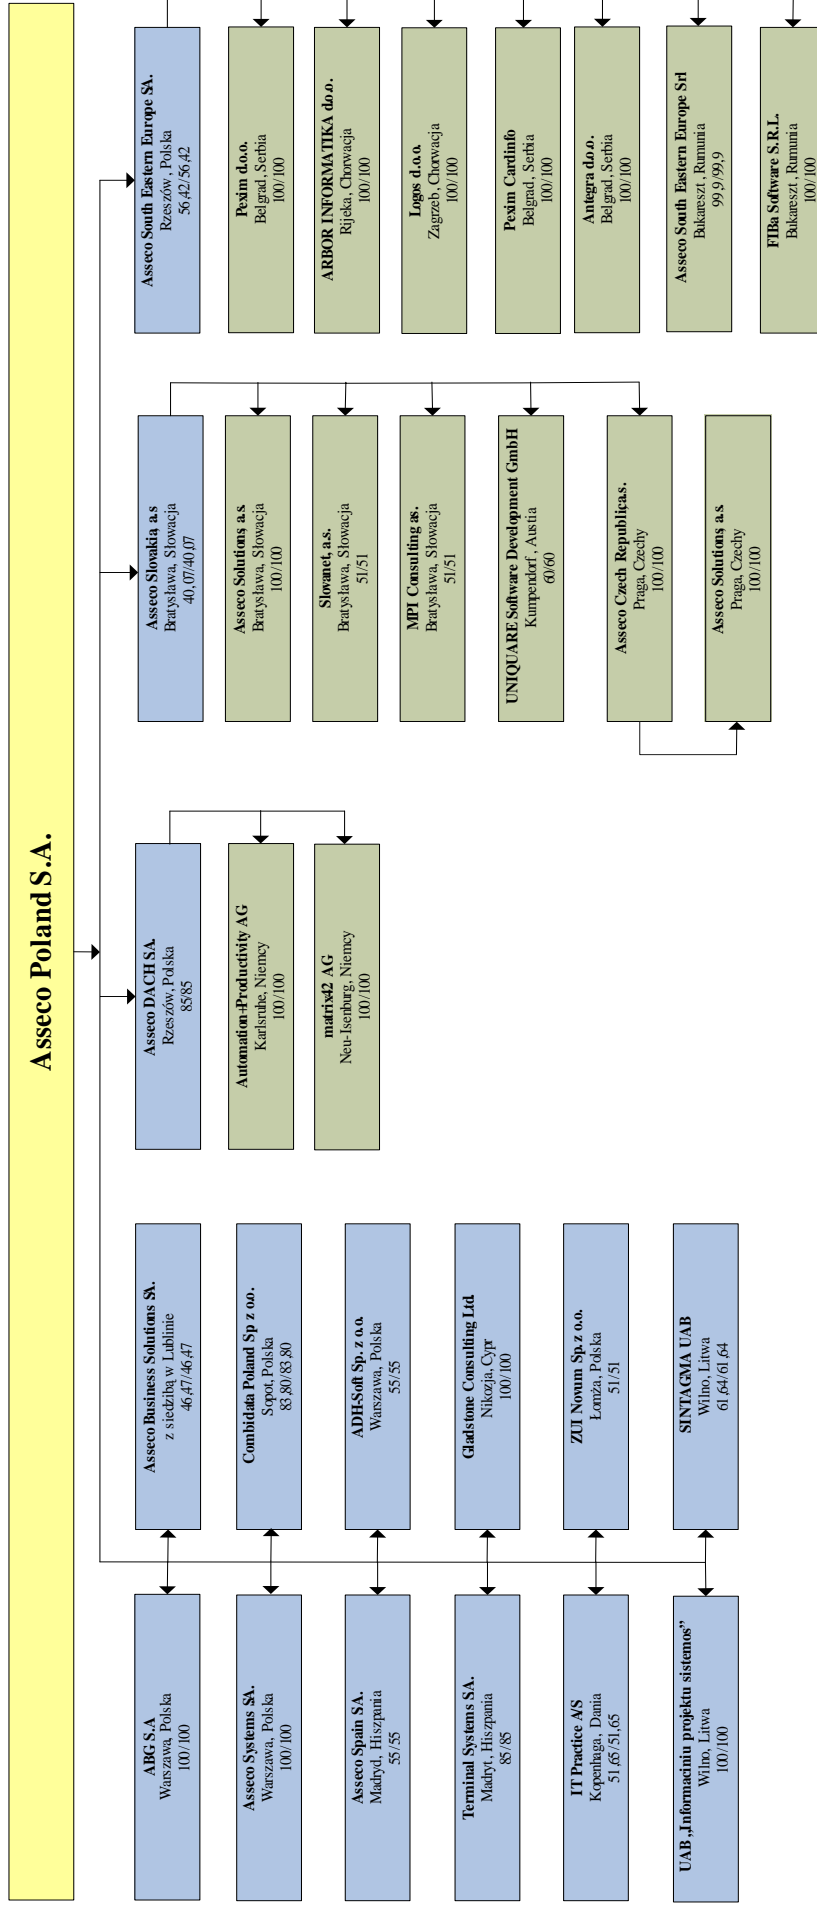 Asseco Poland S.A.
ABG S.A
Warszawa, Polska
100/100
Asseco Systems SA.
Warszawa, Polska
100/100
Asseco Spain SA.
Madryd, Hiszpania
55/55
Terminal Systems SA.
Madryt, Hiszpania
85/85
IT Practice A/S
Kopenhaga, Dania
51,65/51,65
UAB „Informaciniu projektu sistemos”
Wilno, Litwa
100/100
Asseco Business Solutions SA.
z siedzibą w Lublinie
46,47/46,47
Combidata Poland Sp z o.o.
Sopot, Polska
83,80/83,80
ADH-Soft Sp. z o.o.
Warszawa, Polska
55/55
Gladstone Consulting Ltd.
Nikozja, Cypr
100/100
ZUI Novum Sp. z o.o.
Łomża, Polska
51/51
SINTAGMA UAB
Wilno, Litwa
61,64/61,64
Asseco DACH S.A.
Rzeszów, Polska
85/85
Automation+Productivity AG
Karlsruhe, Niemcy
100/100
matrix42 AG
Neu-Isenburg, Niemcy
100/100
Asseco Slovakia, a.s
Bratysława, Słowacja
40,07/40,07
Asseco Solutions, a.s
Bratysława, Słowacja
100/100
Slovanet, a.s.
Bratysława, Słowacja
51/51
MPI Consulting as.
Bratysława, Słowacja
51/51
UNIQUARE Software Development GmbH
Kumpendorf, Austia
60/60
Asseco Czech Republic, a.s.
Praga, Czechy
100/100
Asseco Solutions, a.s
Praga, Czechy
100/100
Asseco South Eastern Europe SA.
Rzeszów, Polska
56,42/56,42
Pexim d.o.o.
Belgrad, Serbia
100/100
ARBOR INFORMATIKA d.o.o.
Rijeka, Chorwacja
100/100
Logos d.o.o.
Zagrzeb, Chorwacja
100/100
Pexim Cardinfo
Belgrad, Serbia
100/100
Antegra d.o.o.
Belgrad, Serbia
100/100
Asseco South Eastern Europe Srl
Bukareszt, Rumunia
99,9/99,9
FIBa Software S.R.L.
Bukareszt, Rumunia
100/100